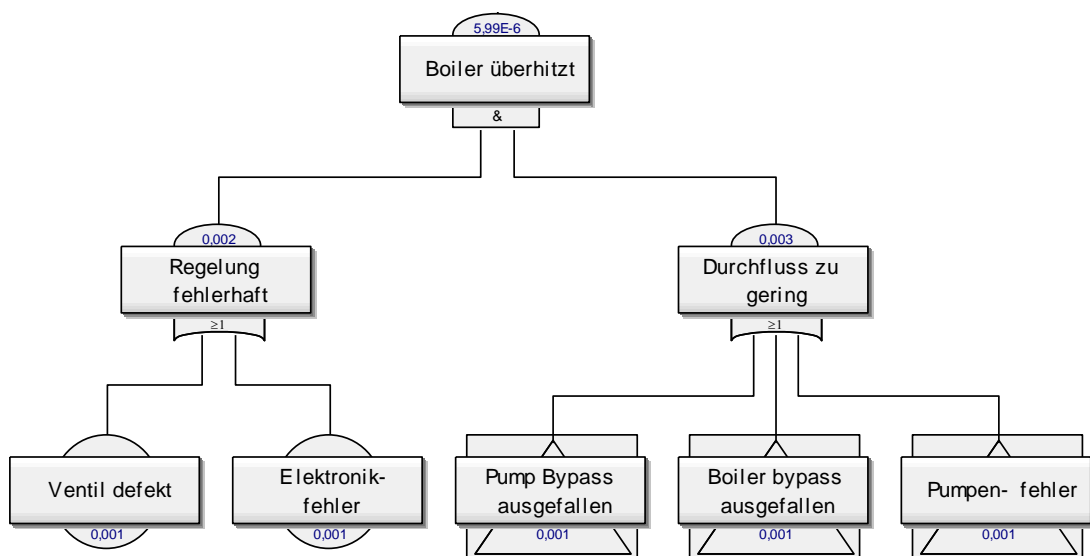 5,99E-6
Boiler überhitzt
&
0,002
Regelung
fehlerhaft
≥1
0,003
Durchfluss zu
gering
≥1
Ventil defekt
0,001
Elektronik-
fehler
0,001
Pump Bypass
ausgefallen
0,001
Boiler bypass
ausgefallen
0,001
Pumpen- fehler
0,001